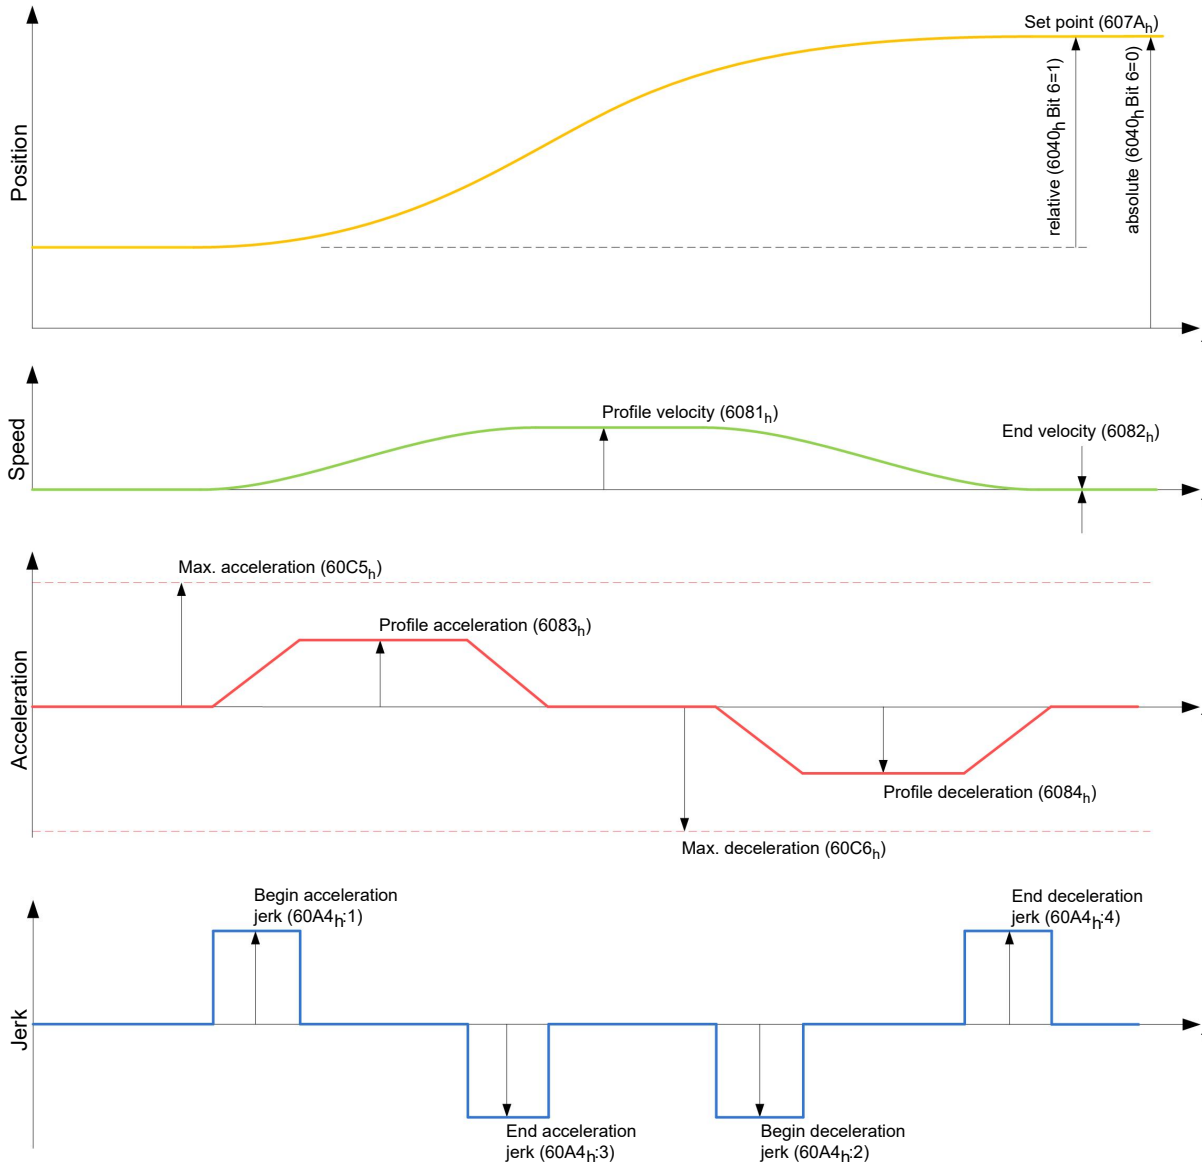 Set point (607Ah)
Position
relative (6040h Bit 6=1)
absolute (6040h Bit 6=0)
Speed
Profile velocity (6081h)
End velocity (6082h)
Acceleration
Max. acceleration (60C5h)
Profile acceleration (6083h)
Profile deceleration (6084h)
Max. deceleration (60C6h)
Jerk
Begin acceleration
jerk (60A4h:1)
End deceleration
jerk (60A4h:4)
End acceleration
jerk (60A4h:3)
Begin deceleration
jerk (60A4h:2)